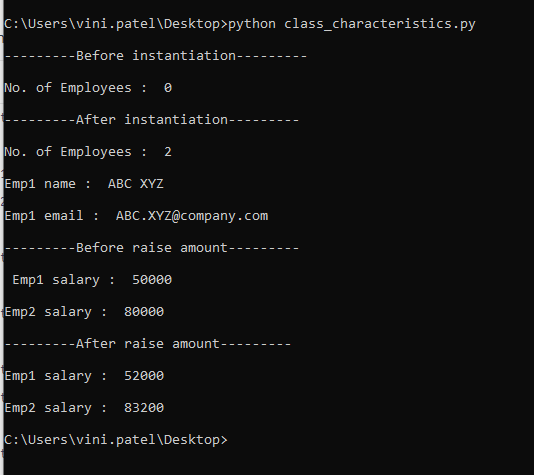 C:\Users\vini.patel\Desktop>python class_characteristics.py
---------Before instantiation---------
No. of Employees :  0
---------After instantiation---------
No. of Employees :  2
Emp1 name :  ABC XYZ
Emp1 email :  ABC.XYZ@company.com
---------Before raise amount---------
 Emp1 salary :  50000
Emp2 salary :  80000
---------After raise amount---------
Emp1 salary :  52000
Emp2 salary :  83200
C:\Users\vini.patel\Desktop>